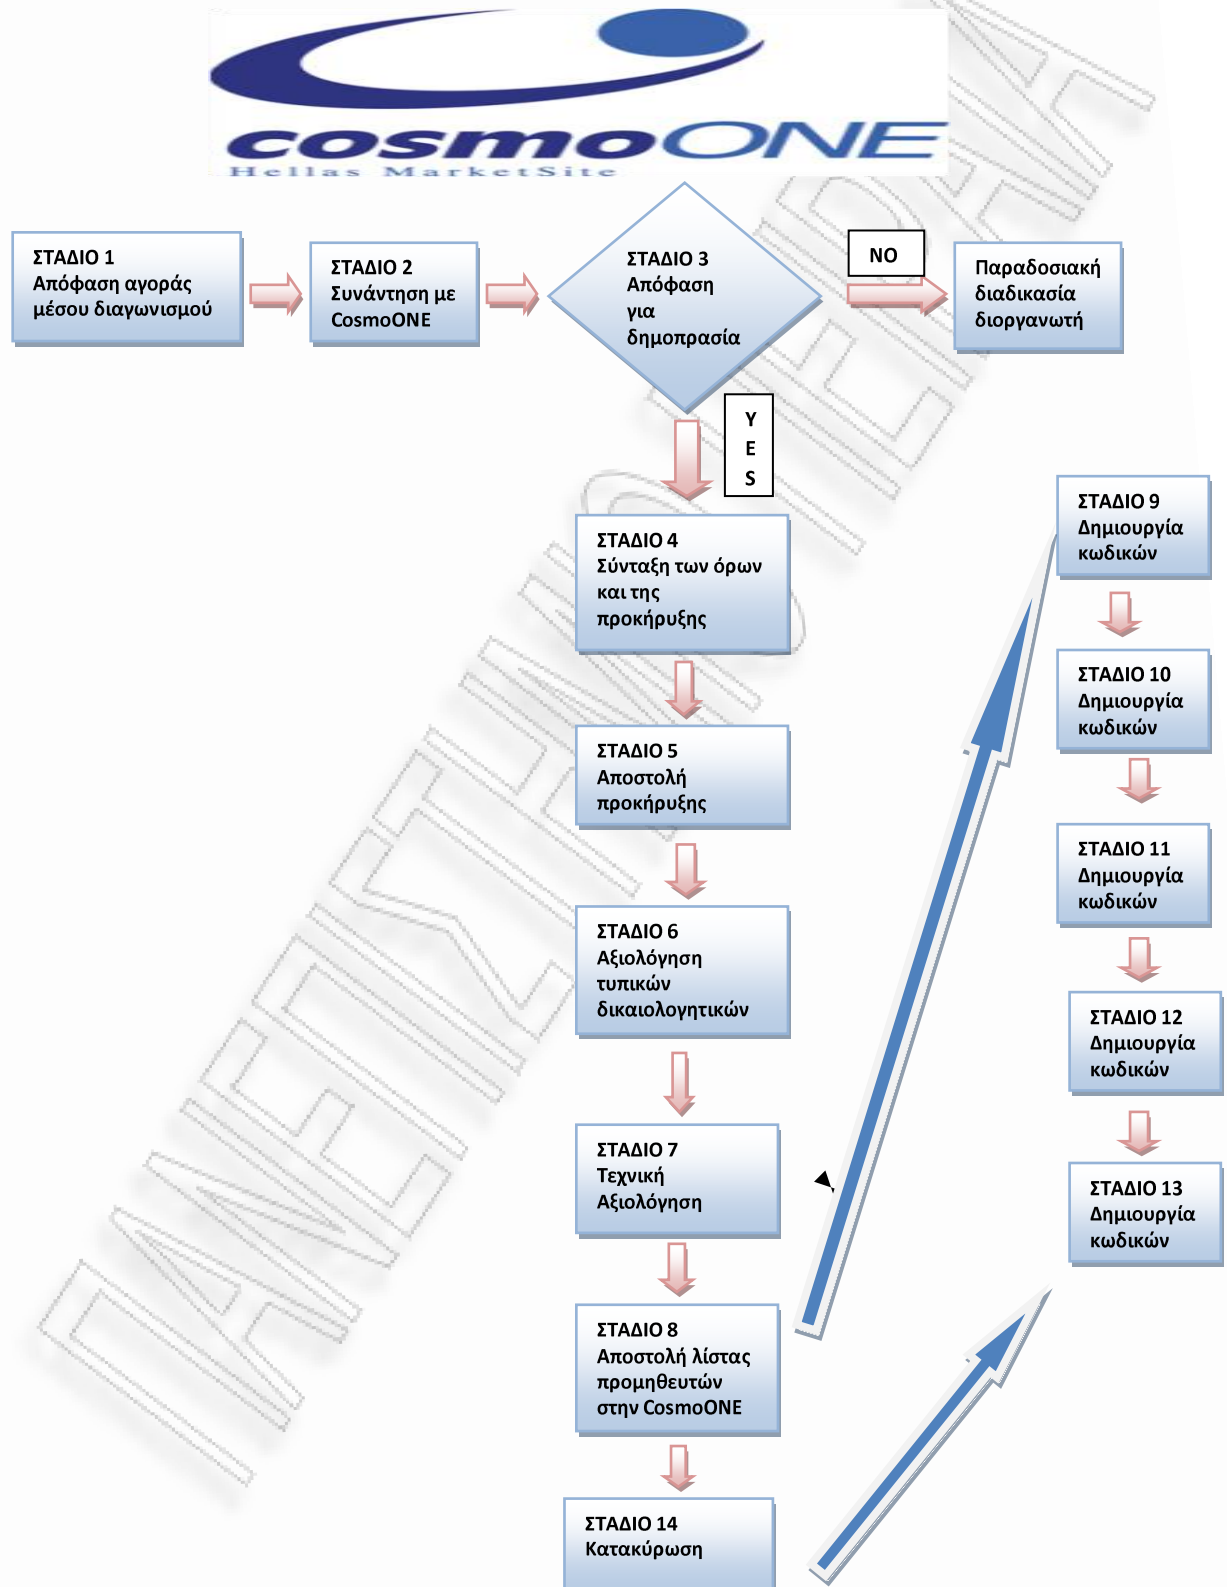 cosmoONE
Hellas MarketSite
ΣΤΑΔΙΟ 1
Απόφαση αγοράς
μέσου διαγωνισμού
ΣΤΑΔΙΟ 2
Συνάντηση με
CosmoONE
ΣΤΑΔΙΟ 3
Απόφαση
για
δημοπρασία
NO
Παραδοσιακή
διαδικασία
διοργανωτή
Y
E
S
ΣΤΑΔΙΟ 4
Σύνταξη των όρων
και της
προκήρυξης
ΣΤΑΔΙΟ 5
Αποστολή
προκήρυξης
ΣΤΑΔΙΟ 6
Αξιολόγηση
τυπικών
δικαιολογητικών
ΣΤΑΔΙΟ 7
Τεχνική
Αξιολόγηση
ΣΤΑΔΙΟ 8
Αποστολή λίστας
προμηθευτών
στην CosmoONE
ΣΤΑΔΙΟ 9
Δημιουργία
κωδικών
ΣΤΑΔΙΟ 10
Δημιουργία
κωδικών
ΣΤΑΔΙΟ 11
Δημιουργία
κωδικών
ΣΤΑΔΙΟ 12
Δημιουργία
κωδικών
ΣΤΑΔΙΟ 13
Δημιουργία
κωδικών
ΣΤΑΔΙΟ 14
Κατακύρωση
ΠΑΝΕΠΙΣΤΗΜΙΟ ΠΕΙΡΑΙΑ